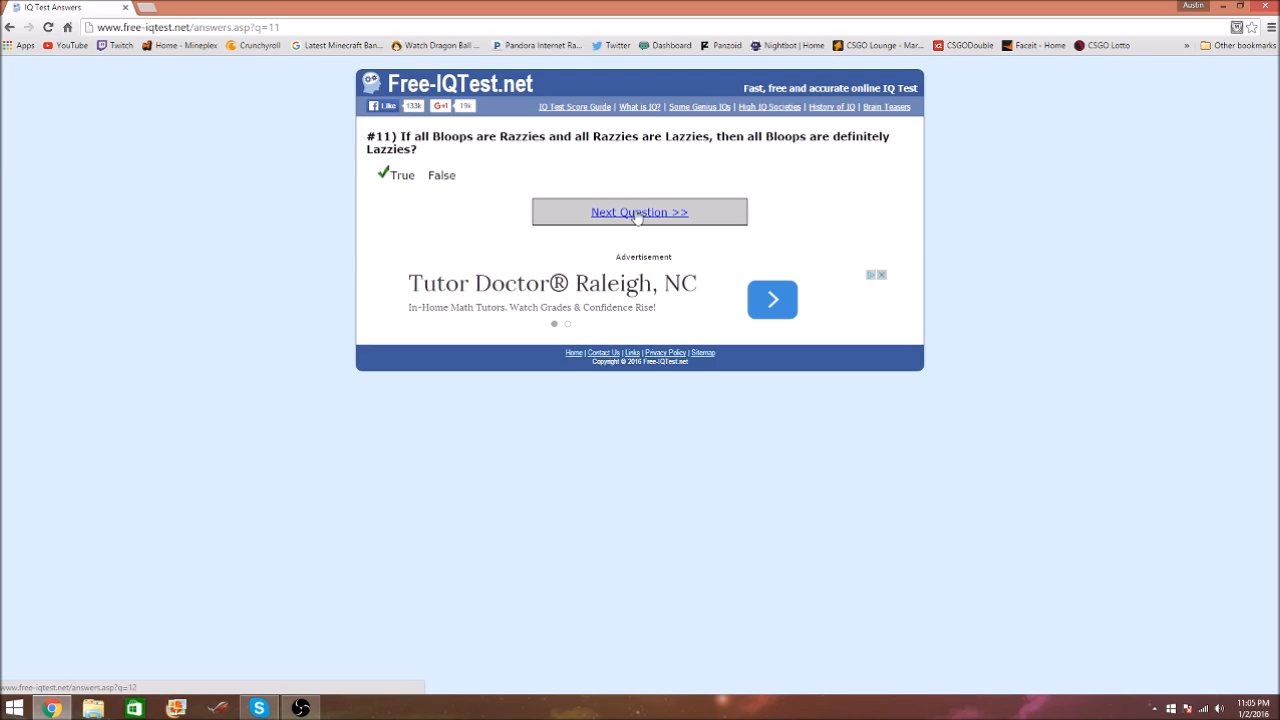 IQ Test Answers
Austin
www.free-iqtest.net/answers.asp?q=11
Apps YouTube Twitch Home - Mineplex Crunchyroll Latest Minecraft Ban... Watch Dragon Ball ... Pandora Internet Ra... Twitter Dashboard Panzoid Nightbot | Home CSGO Lounge - Mar... CSGODouble Faceit - Home CSGO Lotto » Other bookmarks
Free-IQTest.net
Fast, free and accurate online IQ Test
Like 133k G+1 19k IQ Test Score Guide | What is IQ? | Some Genius IQs | High IQ Societies | History of IQ | Brain Teasers
#11) If all Bloops are Razzies and all Razzies are Lazzies, then all Bloops are definitely
Lazzies?
True False
Next Question >>
Advertisement
Tutor Doctor® Raleigh, NC
In-Home Math Tutors. Watch Grades & Confidence Rise!
Home | Contact Us | Links | Privacy Policy | Sitemap
Copyright © 2016 Free-IQTest.net
www.free-iqtest.net/answers.asp?q=12
11:05 PM
1/2/2016